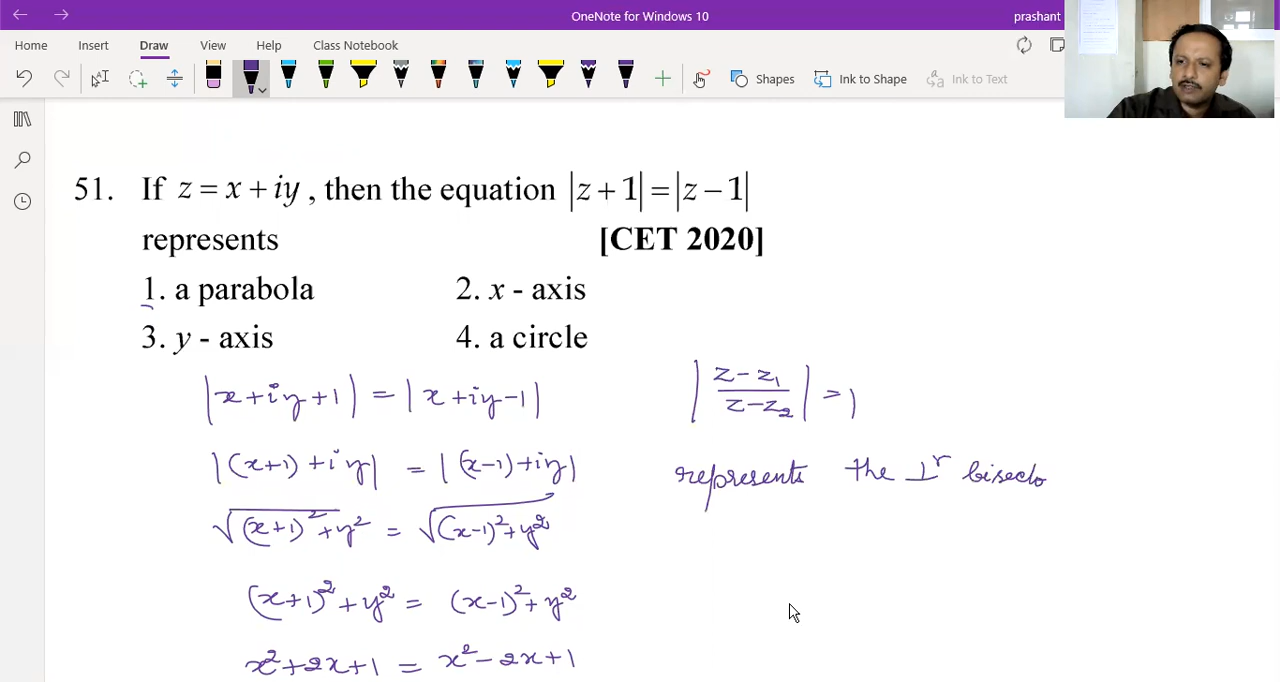 OneNote for Windows 10
prashant
Home Insert Draw View Help Class Notebook
Shapes Ink to Shape Ink to Text
51. If z = x + iy , then the equation |z + 1| = |z − 1|
represents [CET 2020]
1. a parabola 2. x - axis
3. y - axis 4. a circle
|x+iy+1| = |x+iy-1|
|(x+1)+iy| = |(x-1)+iy|
√(x+1)²+y² = √(x-1)²+y²
(x+1)²+y² = (x-1)²+y²
x²+2x+1 = x²-2x+1
|z-z₁/z-z₂| = 1
represents the ⊥ʳ bisecto